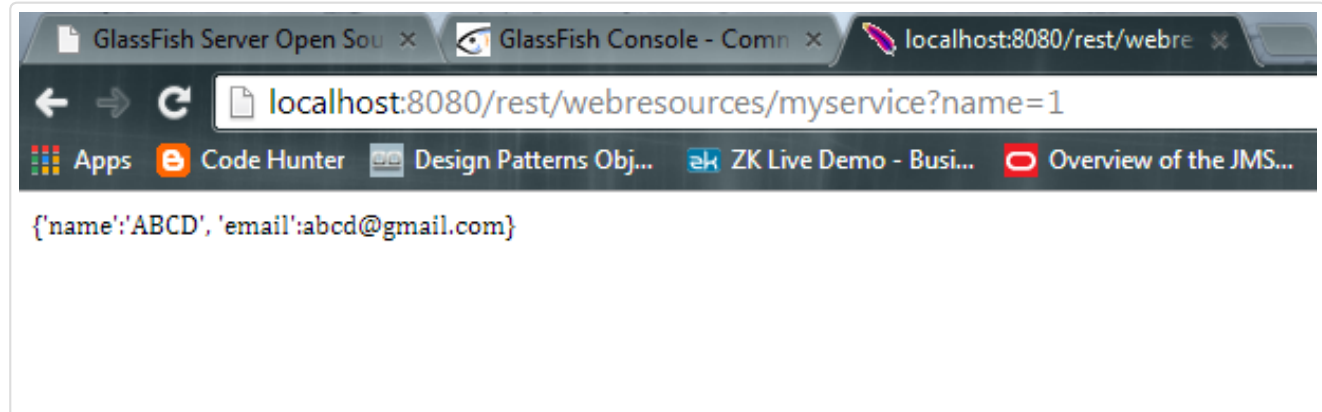 GlassFish Server Open Sou GlassFish Console - Comn localhost:8080/rest/webre
localhost:8080/rest/webresources/myservice?name=1
Apps Code Hunter Design Patterns Obj... ZK Live Demo - Busi... Overview of the JMS...
{'name':'ABCD', 'email':abcd@gmail.com}